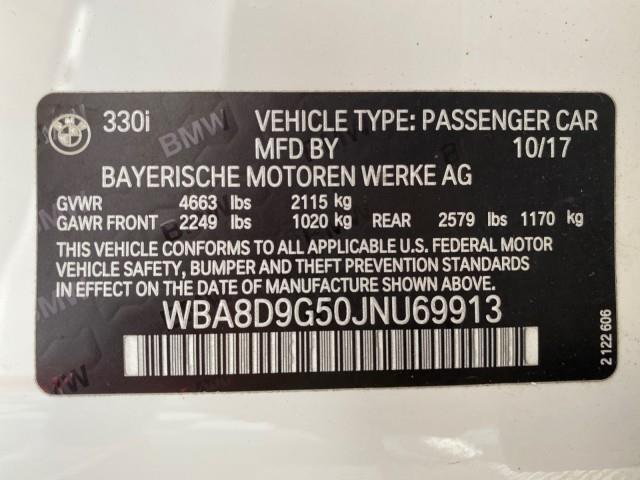 BMW 330i VEHICLE TYPE: PASSENGER CAR
MFD BY 10/17
BAYERISCHE MOTOREN WERKE AG
GVWR 4663 lbs 2115 kg
GAWR FRONT 2249 lbs 1020 kg REAR 2579 lbs 1170 kg
THIS VEHICLE CONFORMS TO ALL APPLICABLE U.S. FEDERAL MOTOR
VEHICLE SAFETY, BUMPER AND THEFT PREVENTION STANDARDS
IN EFFECT ON THE DATE OF MANUFACTURE SHOWN ABOVE.
WBA8D9G50JNU69913
2 122 606
BMW
BMW